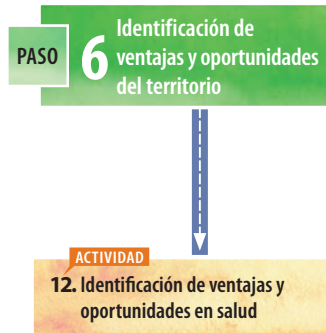 PASO
6
Identificación de
ventajas y oportunidades
del territorio
ACTIVIDAD
12. Identificación de ventajas y
oportunidades en salud